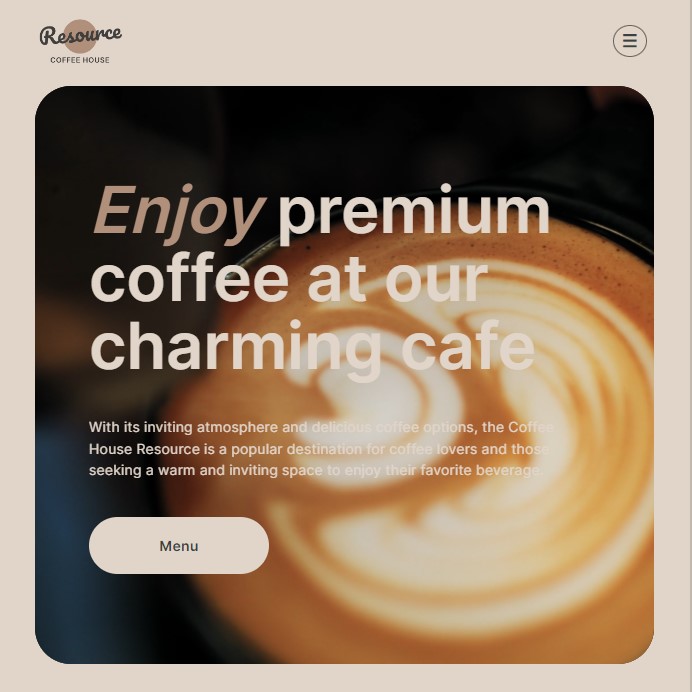 Resource
COFFEE HOUSE
Enjoy premium
coffee at our
charming cafe
With its inviting atmosphere and delicious coffee options, the Coffee
House Resource is a popular destination for coffee lovers and those
seeking a warm and inviting space to enjoy their favorite beverage.
Menu